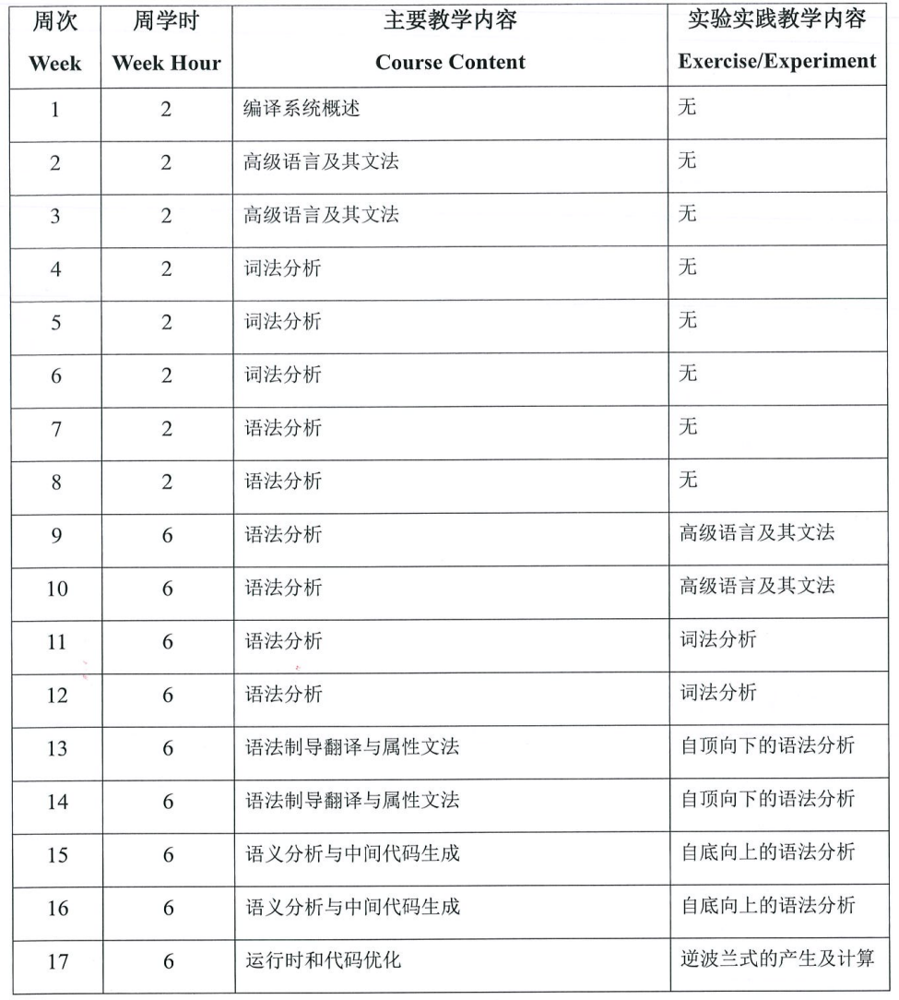 周次 周学时 主要教学内容 实验实践教学内容
Week Week Hour Course Content Exercise/Experiment
1 2 编译系统概述 无
2 2 高级语言及其文法 无
3 2 高级语言及其文法 无
4 2 词法分析 无
5 2 词法分析 无
6 2 词法分析 无
7 2 语法分析 无
8 2 语法分析 无
9 6 语法分析 高级语言及其文法
10 6 语法分析 高级语言及其文法
11 6 语法分析 词法分析
12 6 语法分析 词法分析
13 6 语法制导翻译与属性文法 自顶向下的语法分析
14 6 语法制导翻译与属性文法 自顶向下的语法分析
15 6 语义分析与中间代码生成 自底向上的语法分析
16 6 语义分析与中间代码生成 自底向上的语法分析
17 6 运行时和代码优化 逆波兰式的产生及计算